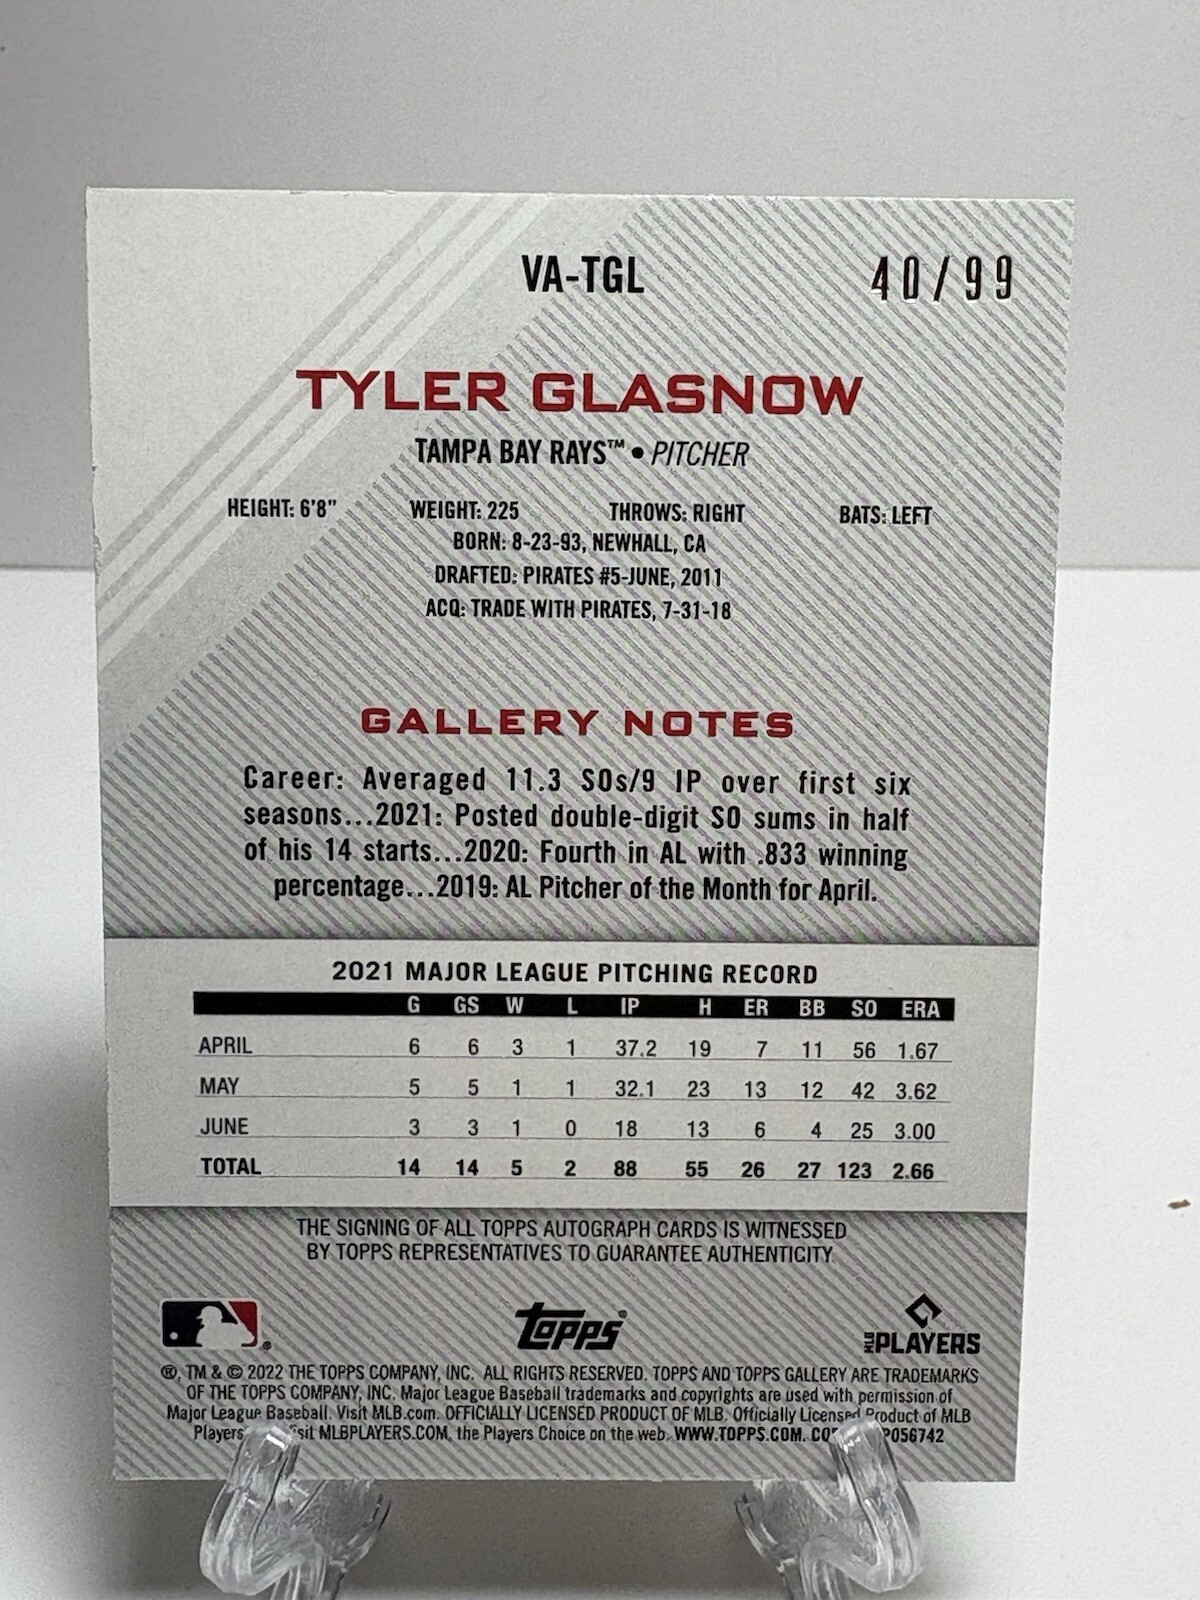 VA-TGL
40/99
TYLER GLASNOW
TAMPA BAY RAYS™ • PITCHER
HEIGHT: 6'8" WEIGHT: 225 THROWS: RIGHT BATS: LEFT
BORN: 8-23-93, NEWHALL, CA
DRAFTED: PIRATES #5-JUNE, 2011
ACQ: TRADE WITH PIRATES, 7-31-18
GALLERY NOTES
Career: Averaged 11.3 SOs/9 IP over first six
seasons...2021: Posted double-digit SO sums in half
of his 14 starts...2020: Fourth in AL with .833 winning
percentage...2019: AL Pitcher of the Month for April.
2021 MAJOR LEAGUE PITCHING RECORD
G GS W L IP H ER BB SO ERA
APRIL 6 6 3 1 37.2 19 7 11 56 1.67
MAY 5 5 1 1 32.1 23 13 12 42 3.62
JUNE 3 3 1 0 18 13 6 4 25 3.00
TOTAL 14 14 5 2 88 55 26 27 123 2.66
THE SIGNING OF ALL TOPPS AUTOGRAPH CARDS IS WITNESSED
BY TOPPS REPRESENTATIVES TO GUARANTEE AUTHENTICITY
®
topps®
MLB PLAYERS
®, TM & © 2022 THE TOPPS COMPANY, INC. ALL RIGHTS RESERVED. TOPPS AND TOPPS GALLERY ARE TRADEMARKS
OF THE TOPPS COMPANY, INC. Major League Baseball trademarks and copyrights are used with permission of
Major League Baseball. Visit MLB.com. OFFICIALLY LICENSED PRODUCT OF MLB. Officially Licensed Product of MLB
Players MLBPLAYERS.COM, the Players Choice on the web. WWW.TOPPS.COM. P056742